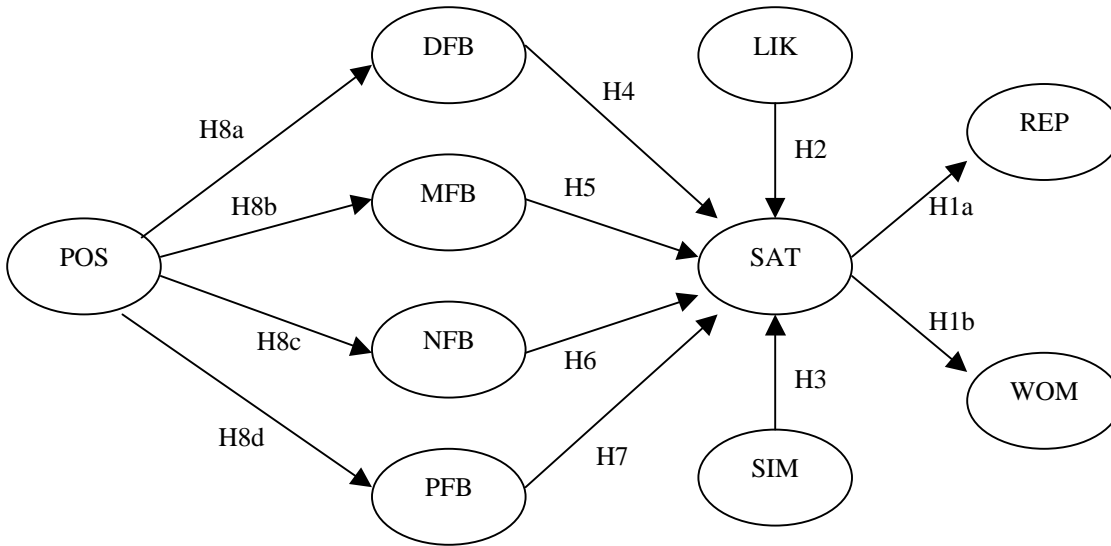 DFB
LIK
H4
REP
H8a
H2
MFB
H5
H8b
H1a
POS
SAT
H1b
NFB
H8c
H6
H3
WOM
H8d
H7
SIM
PFB